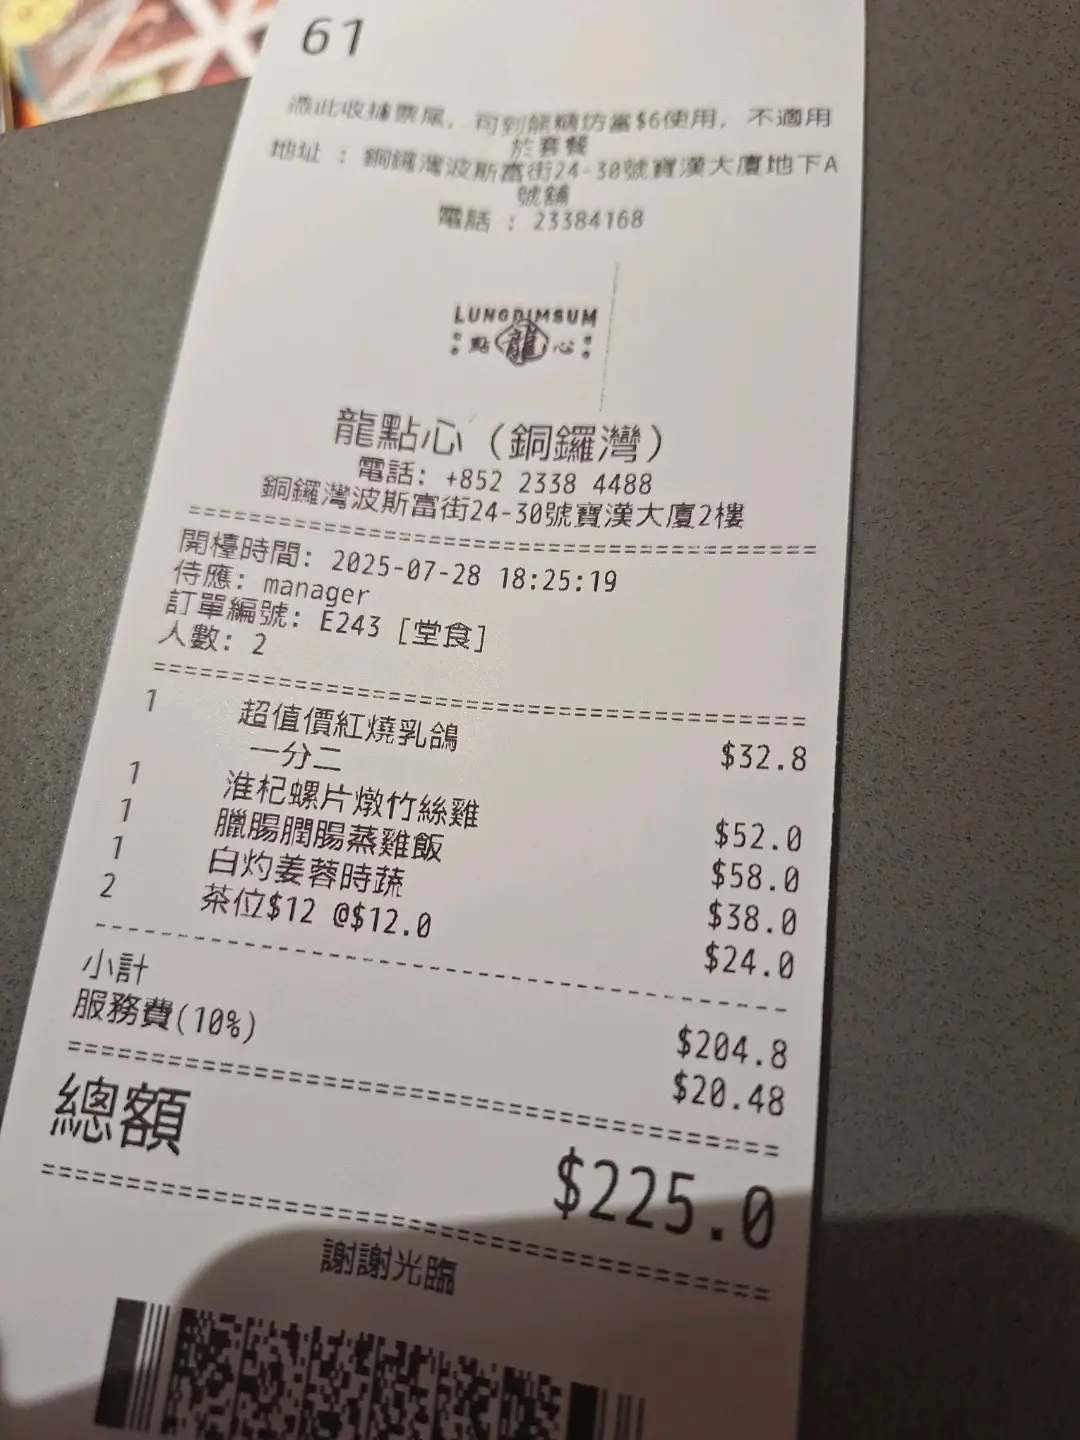 61
憑此收據票尾, 可到龍糖坊當$6使用, 不適用
於套餐
地址 : 銅鑼灣波斯富街24-30號寶漢大廈地下A
號舖
電話 : 23384168
LUNGDIMSUM
點 龍 心
龍點心 (銅鑼灣)
電話: +852 2338 4488
銅鑼灣波斯富街24-30號寶漢大廈2樓
開檯時間: 2025-07-28 18:25:19
侍應: manager
訂單編號: E243 [堂食]
人數: 2
1 超值價紅燒乳鴿 $32.8
一分二
1 淮杞螺片燉竹絲雞 $52.0
1 臘腸膶腸蒸雞飯 $58.0
1 白灼姜蓉時蔬 $38.0
2 茶位$12 @$12.0 $24.0
小計 $204.8
服務費(10%) $20.48
總額 $225.0
謝謝光臨